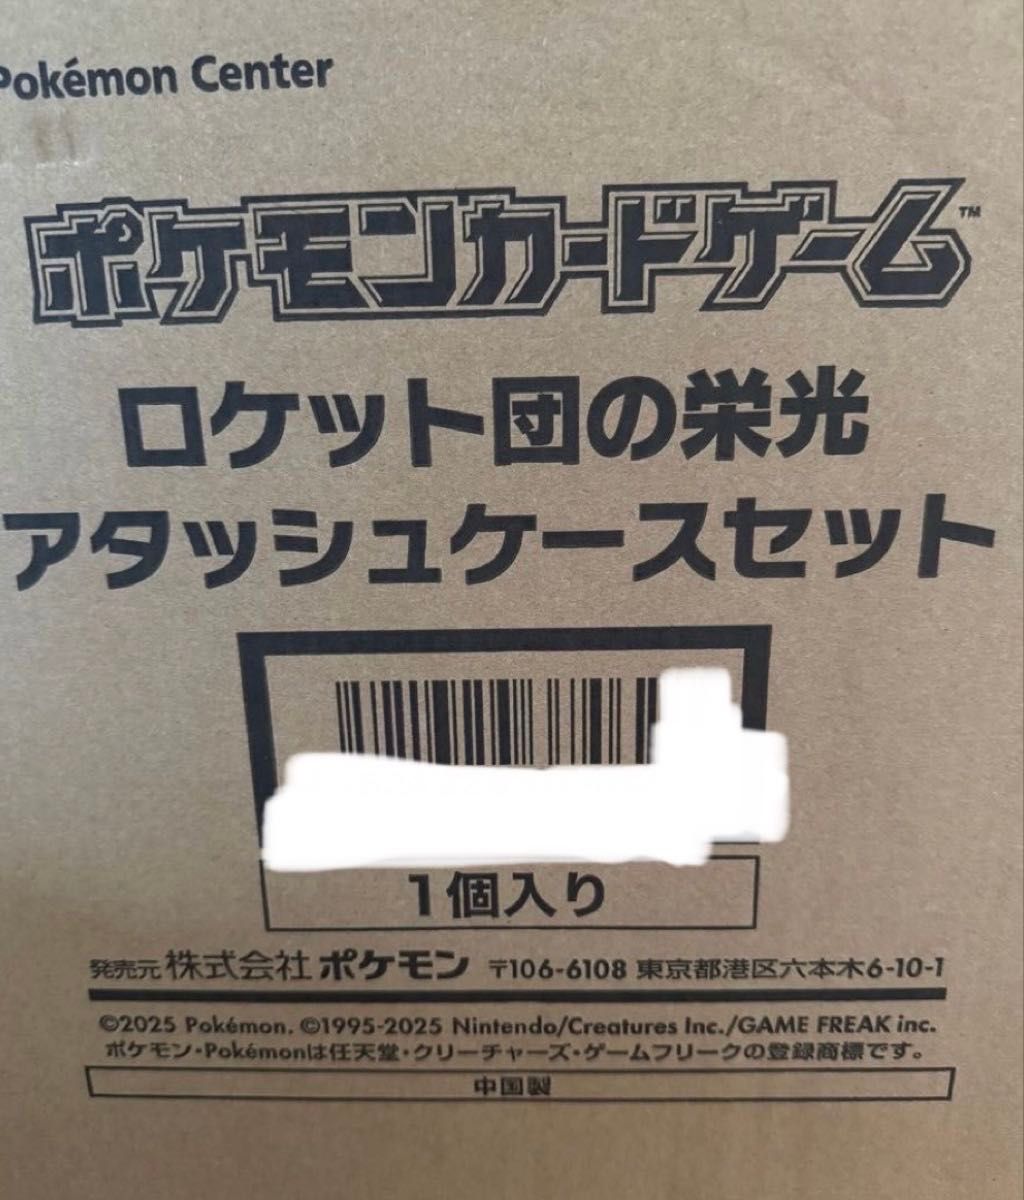 Pokémon Center
ポケモンカードゲーム™
ロケット団の栄光
アタッシュケースセット
1個入り
発売元 株式会社 ポケモン 〒106-6108 東京都港区六本木6-10-1
©2025 Pokémon. ©1995-2025 Nintendo/Creatures Inc./GAME FREAK inc.
ポケモン・Pokémonは任天堂・クリーチャーズ・ゲームフリークの登録商標です。
中国製